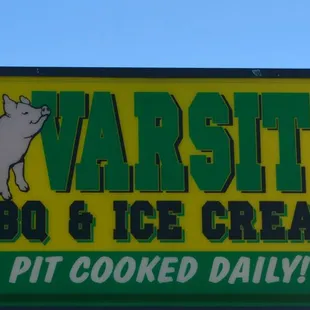 VARSIT
BQ & ICE CREA
PIT COOKED DAILY!